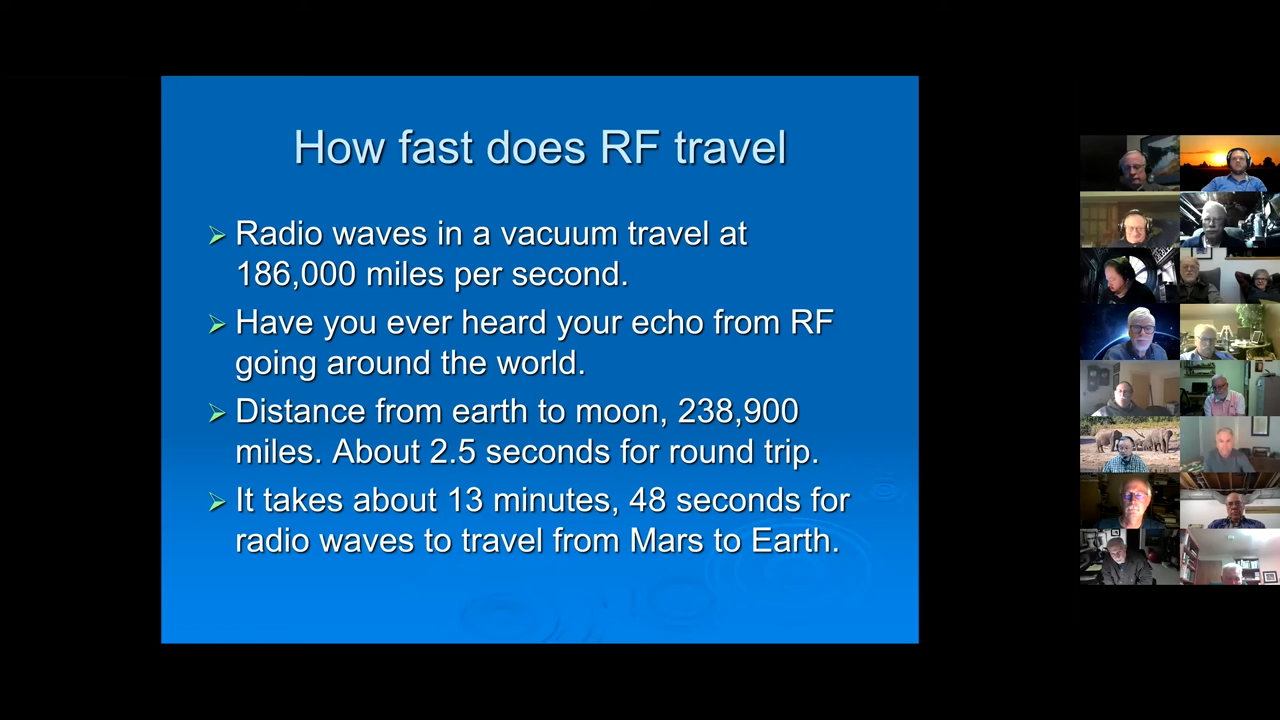 How fast does RF travel
Radio waves in a vacuum travel at
186,000 miles per second.
Have you ever heard your echo from RF
going around the world.
Distance from earth to moon, 238,900
miles. About 2.5 seconds for round trip.
It takes about 13 minutes, 48 seconds for
radio waves to travel from Mars to Earth.